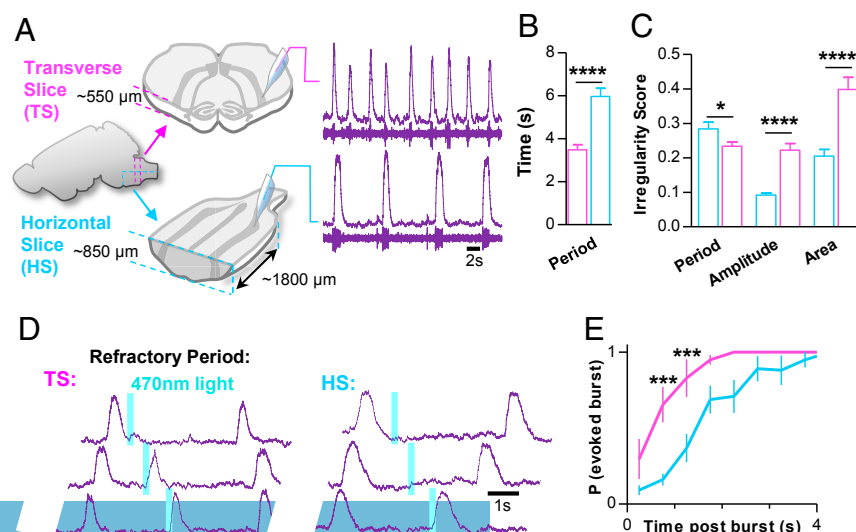 A
Transverse
Slice
(TS)
~550 µm
Horizontal
Slice
(HS)
~850 µm
~1800 µm
2s
B
Time (s)
8
6
4
2
0
****
Period
C
Irregularity Score
0.5
0.4
0.3
0.2
0.1
0.0
*
****
****
Period
Amplitude
Area
D
Refractory Period:
TS:
470nm light
HS:
1s
E
P (evoked burst)
1
0
***
***
0
Time post burst (s)
4